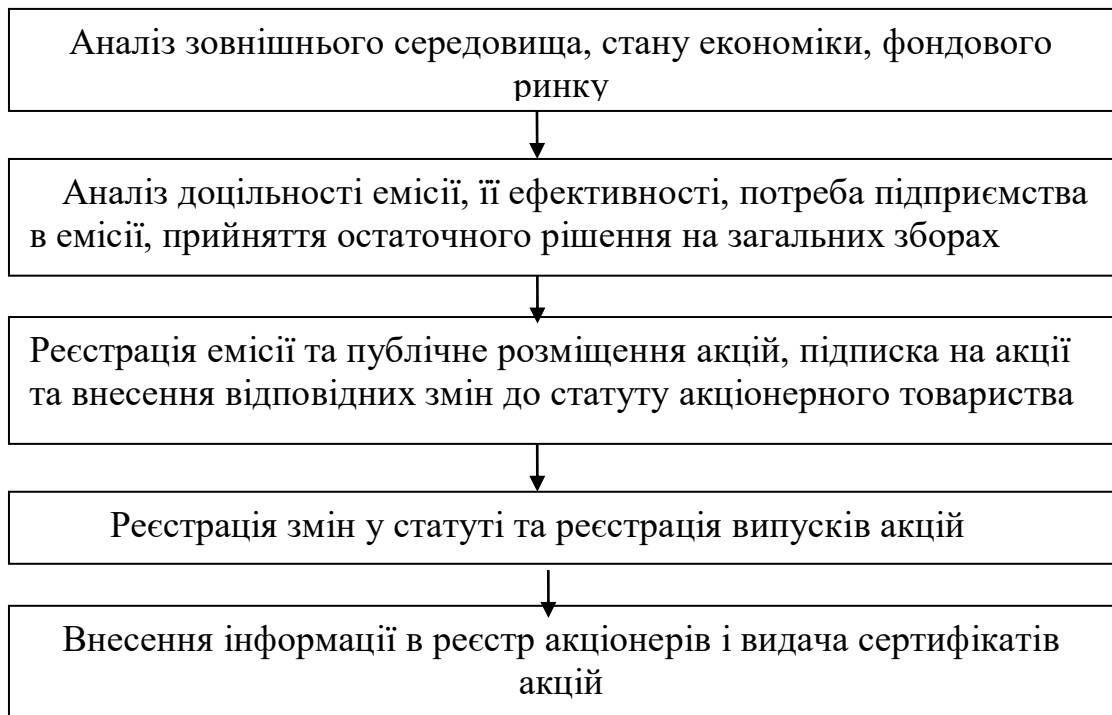 Аналіз зовнішнього середовища, стану економіки, фондового
ринку
Аналіз доцільності емісії, її ефективності, потреба підприємства
в емісії, прийняття остаточного рішення на загальних зборах
Реєстрація емісії та публічне розміщення акцій, підписка на акції
та внесення відповідних змін до статуту акціонерного товариства
Реєстрація змін у статуті та реєстрація випусків акцій
Внесення інформації в реєстр акціонерів і видача сертифікатів
акцій